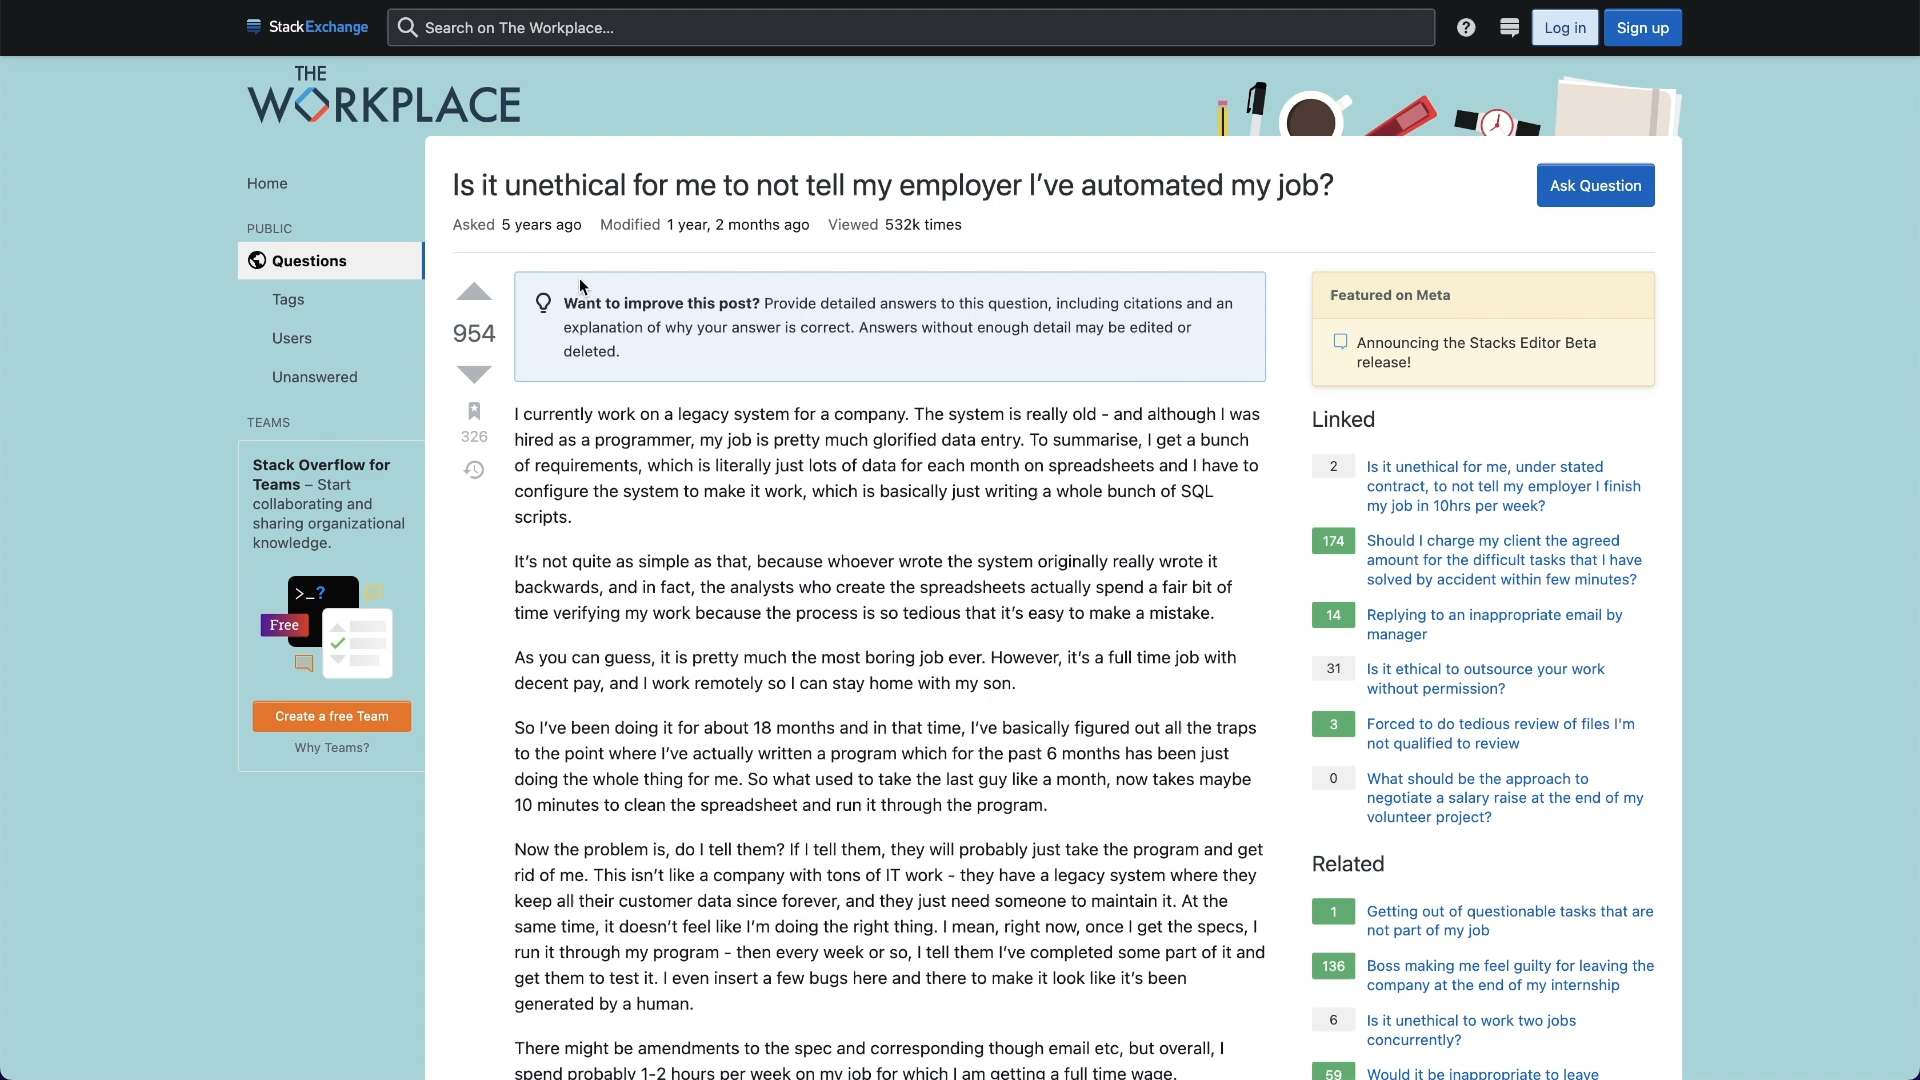 StackExchange
Search on The Workplace...
Log in
Sign up
THE
WORKPLACE
Home
PUBLIC
Questions
Tags
Users
Unanswered
TEAMS
Stack Overflow for
Teams – Start
collaborating and
sharing organizational
knowledge.
>_?
Free
Create a free Team
Why Teams?
Is it unethical for me to not tell my employer I’ve automated my job?
Ask Question
Asked 5 years ago Modified 1 year, 2 months ago Viewed 532k times
954
326
Want to improve this post? Provide detailed answers to this question, including citations and an
explanation of why your answer is correct. Answers without enough detail may be edited or
deleted.
I currently work on a legacy system for a company. The system is really old - and although I was
hired as a programmer, my job is pretty much glorified data entry. To summarise, I get a bunch
of requirements, which is literally just lots of data for each month on spreadsheets and I have to
configure the system to make it work, which is basically just writing a whole bunch of SQL
scripts.
It’s not quite as simple as that, because whoever wrote the system originally really wrote it
backwards, and in fact, the analysts who create the spreadsheets actually spend a fair bit of
time verifying my work because the process is so tedious that it’s easy to make a mistake.
As you can guess, it is pretty much the most boring job ever. However, it’s a full time job with
decent pay, and I work remotely so I can stay home with my son.
So I’ve been doing it for about 18 months and in that time, I’ve basically figured out all the traps
to the point where I’ve actually written a program which for the past 6 months has been just
doing the whole thing for me. So what used to take the last guy like a month, now takes maybe
10 minutes to clean the spreadsheet and run it through the program.
Now the problem is, do I tell them? If I tell them, they will probably just take the program and get
rid of me. This isn’t like a company with tons of IT work - they have a legacy system where they
keep all their customer data since forever, and they just need someone to maintain it. At the
same time, it doesn’t feel like I’m doing the right thing. I mean, right now, once I get the specs, I
run it through my program - then every week or so, I tell them I’ve completed some part of it and
get them to test it. I even insert a few bugs here and there to make it look like it’s been
generated by a human.
There might be amendments to the spec and corresponding though email etc, but overall, I
spend probably 1-2 hours per week on my job for which I am getting a full time wage.
Featured on Meta
Announcing the Stacks Editor Beta
release!
Linked
2 Is it unethical for me, under stated
contract, to not tell my employer I finish
my job in 10hrs per week?
174 Should I charge my client the agreed
amount for the difficult tasks that I have
solved by accident within few minutes?
14 Replying to an inappropriate email by
manager
31 Is it ethical to outsource your work
without permission?
3 Forced to do tedious review of files I'm
not qualified to review
0 What should be the approach to
negotiate a salary raise at the end of my
volunteer project?
Related
1 Getting out of questionable tasks that are
not part of my job
136 Boss making me feel guilty for leaving the
company at the end of my internship
6 Is it unethical to work two jobs
concurrently?
59 Would it be inappropriate to leave